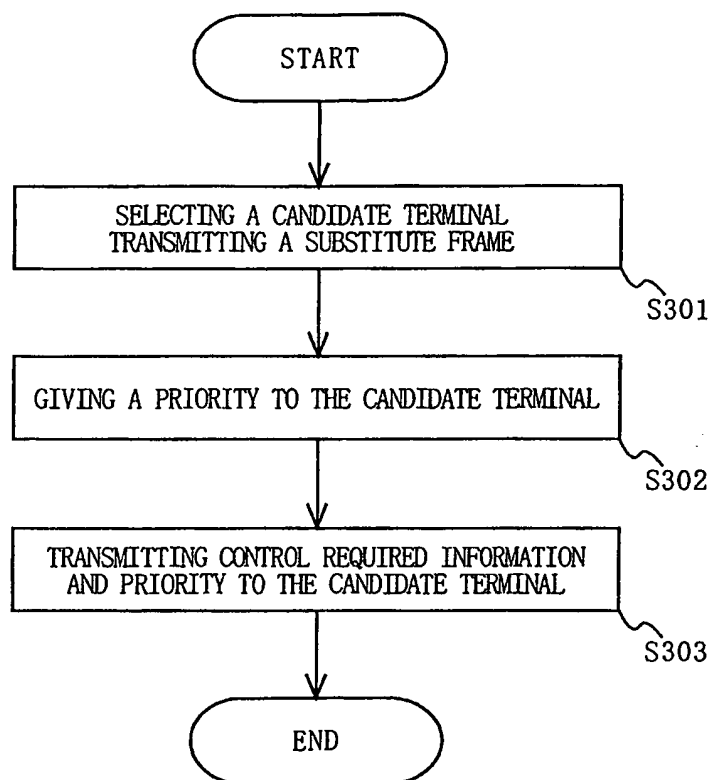 START
SELECTING A CANDIDATE TERMINAL
TRANSMITTING A SUBSTITUTE FRAME
S301
GIVING A PRIORITY TO THE CANDIDATE TERMINAL
S302
TRANSMITTING CONTROL REQUIRED INFORMATION
AND PRIORITY TO THE CANDIDATE TERMINAL
S303
END